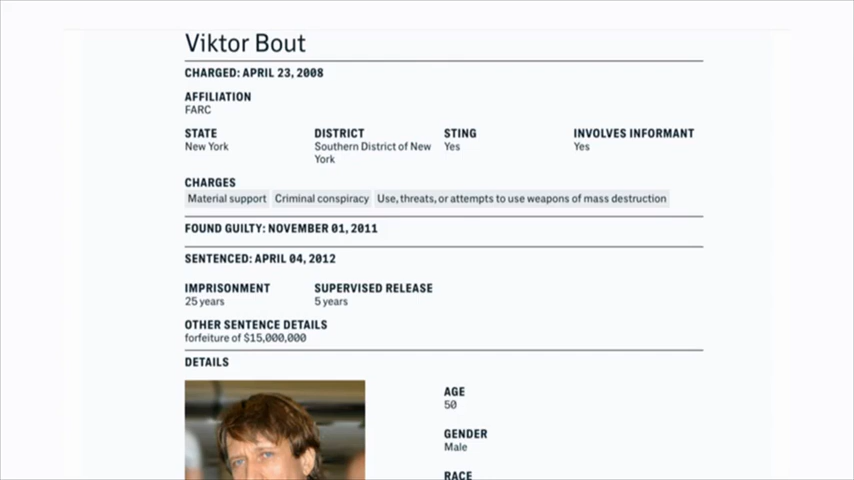 Viktor Bout
CHARGED: APRIL 23, 2008
AFFILIATION
FARC
STATE DISTRICT STING INVOLVES INFORMANT
New York Southern District of New York Yes Yes
CHARGES
Material support Criminal conspiracy Use, threats, or attempts to use weapons of mass destruction
FOUND GUILTY: NOVEMBER 01, 2011
SENTENCED: APRIL 04, 2012
IMPRISONMENT SUPERVISED RELEASE
25 years 5 years
OTHER SENTENCE DETAILS
forfeiture of $15,000,000
DETAILS
AGE
50
GENDER
Male
RACE